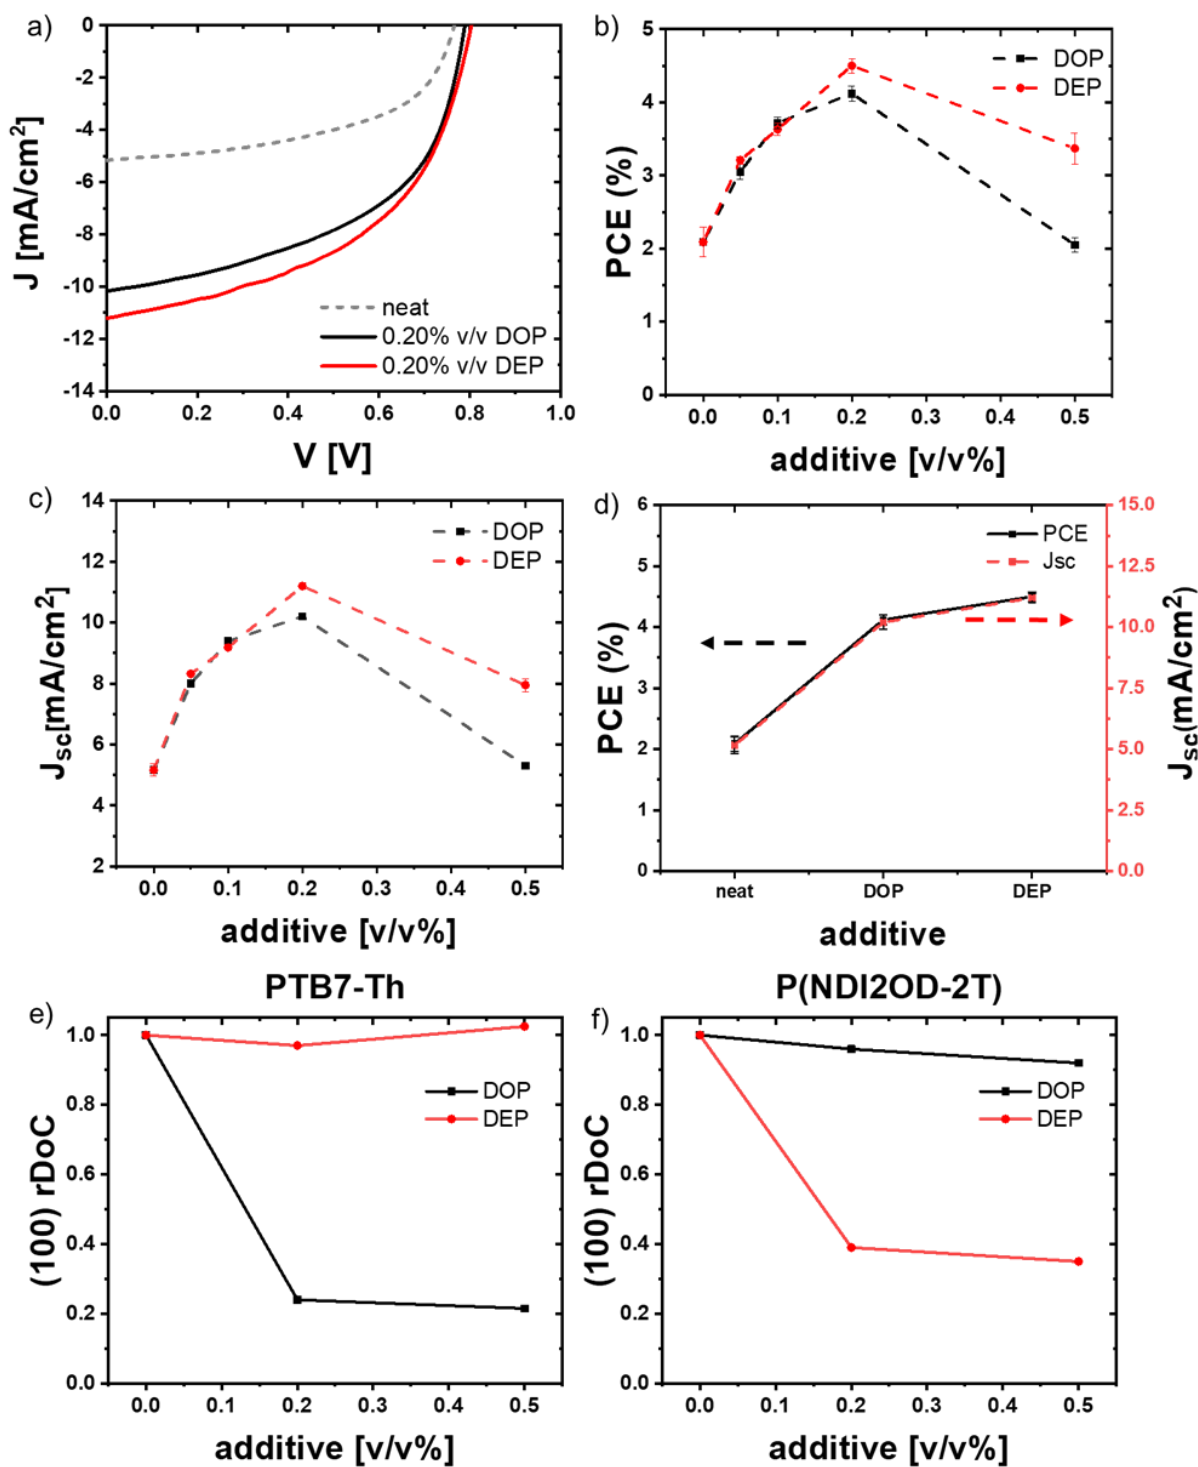 a)
0
-2
-4
-6
-8
-10
-12
-14
J [mA/cm²]
neat
0.20% v/v DOP
0.20% v/v DEP
0.0 0.2 0.4 0.6 0.8 1.0
V [V]
b)
5
4
3
2
1
0
PCE (%)
DOP
DEP
0.0 0.1 0.2 0.3 0.4 0.5
additive [v/v%]
c)
14
12
10
8
6
4
2
Jsc[mA/cm²]
DOP
DEP
0.0 0.1 0.2 0.3 0.4 0.5
additive [v/v%]
d)
6
5
4
3
2
1
0
PCE (%)
PCE
Jsc
15.0
12.5
10.0
7.5
5.0
2.5
0.0
Jsc(mA/cm²)
neat DOP DEP
additive
PTB7-Th
e)
1.0
0.8
0.6
0.4
0.2
0.0
(100) rDoC
DOP
DEP
0.0 0.1 0.2 0.3 0.4 0.5
additive [v/v%]
P(NDI2OD-2T)
f)
1.0
0.8
0.6
0.4
0.2
0.0
(100) rDoC
DOP
DEP
0.0 0.1 0.2 0.3 0.4 0.5
additive [v/v%]